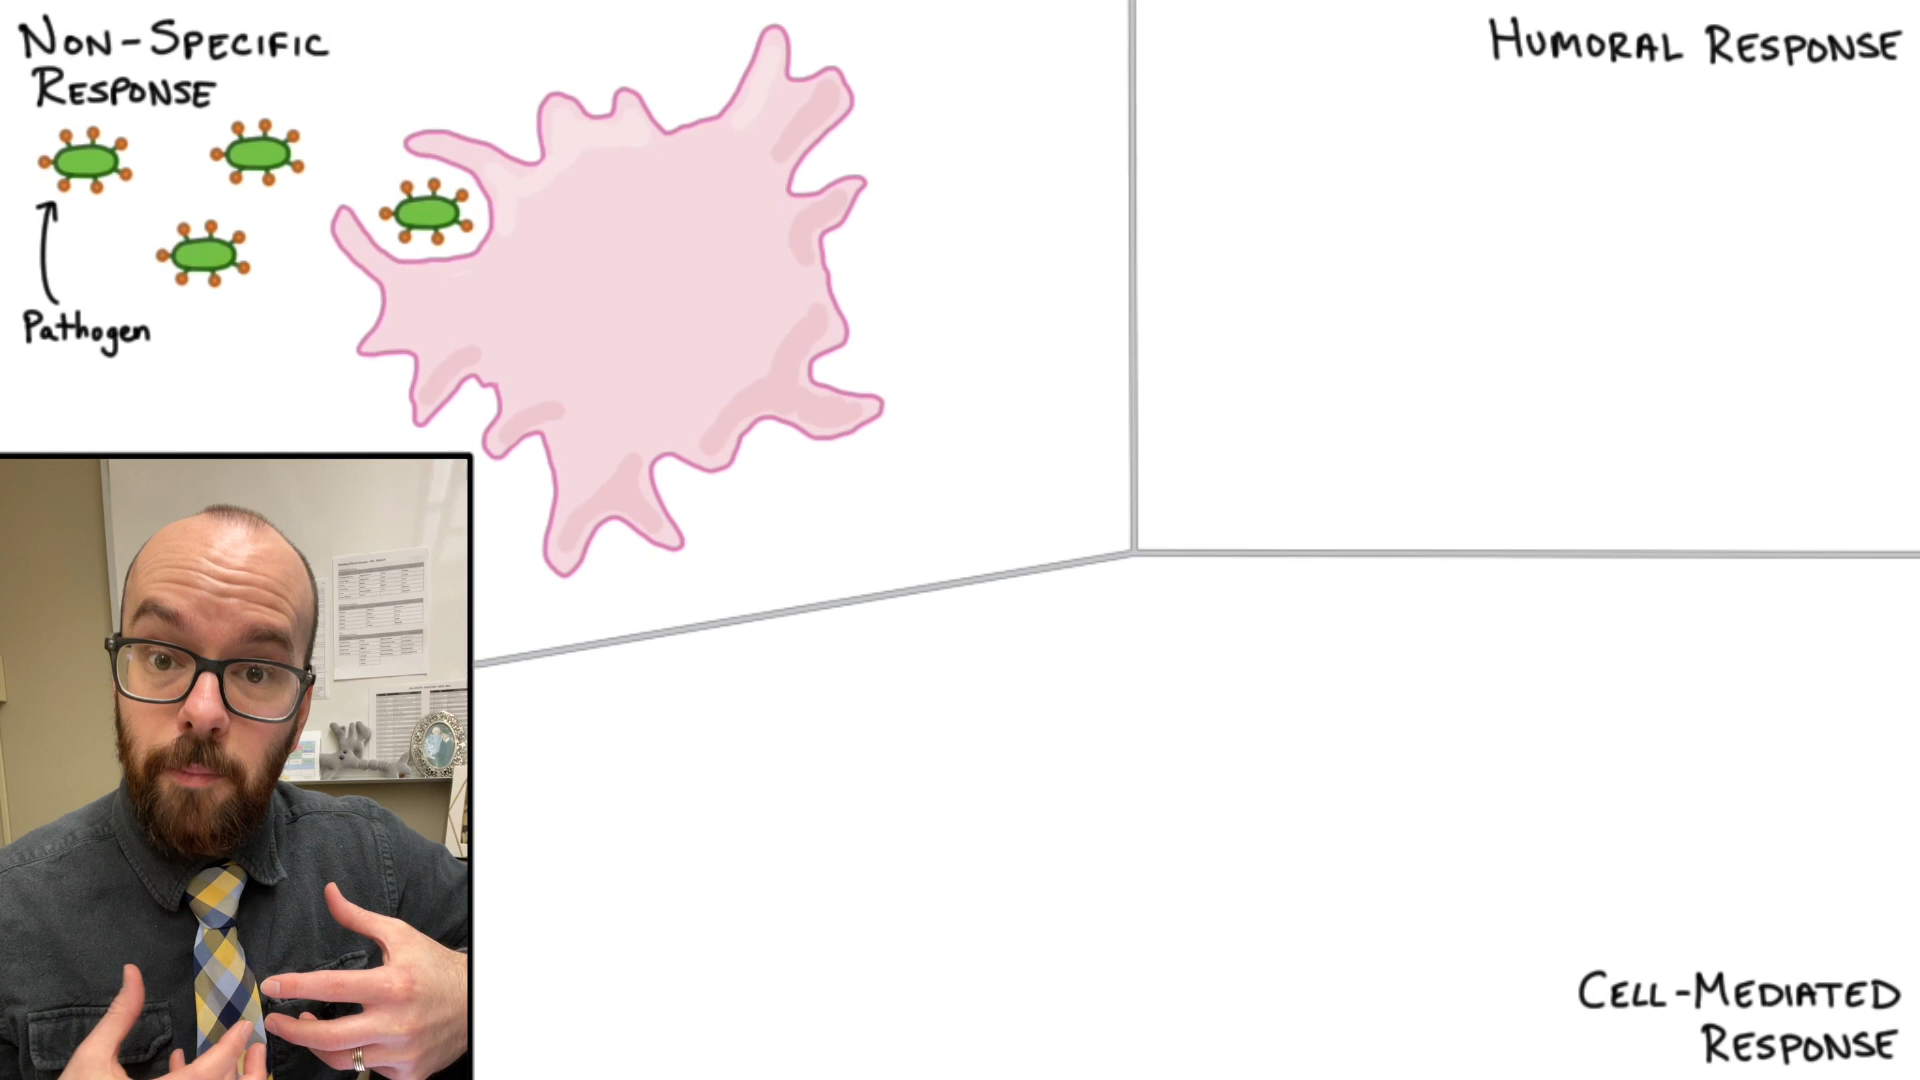 Non-Specific
Response
Pathogen
Humoral Response
Cell-Mediated
Response